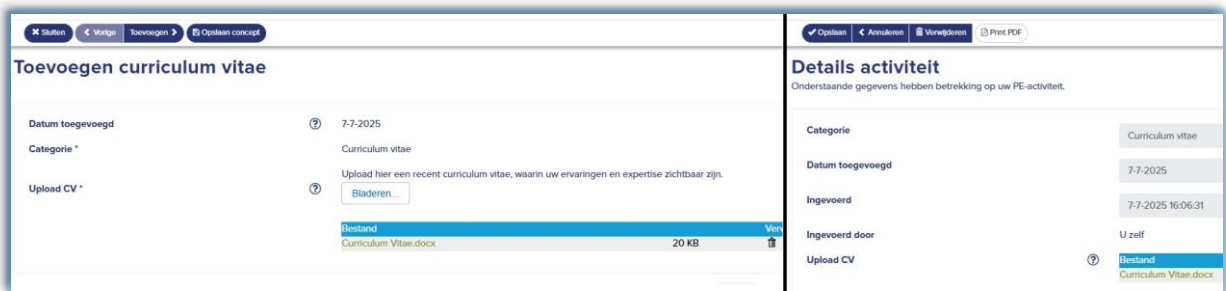 Sluiten Vorige Toevoegen Opslaan concept
Toevoegen curriculum vitae
Datum toegevoegd 7-7-2025
Categorie * Curriculum vitae
Upload hier een recent curriculum vitae, waarin uw ervaringen en expertise zichtbaar zijn.
Upload CV * Bladeren...
Bestand
Curriculum Vitae.docx 20 KB
Opslaan Annuleren Verwijderen Print PDF
Details activiteit
Onderstaande gegevens hebben betrekking op uw PE-activiteit.
Categorie Curriculum vitae
Datum toegevoegd 7-7-2025
Ingevoerd 7-7-2025 16:06:31
Ingevoerd door U zelf
Upload CV Bestand
Curriculum Vitae.docx